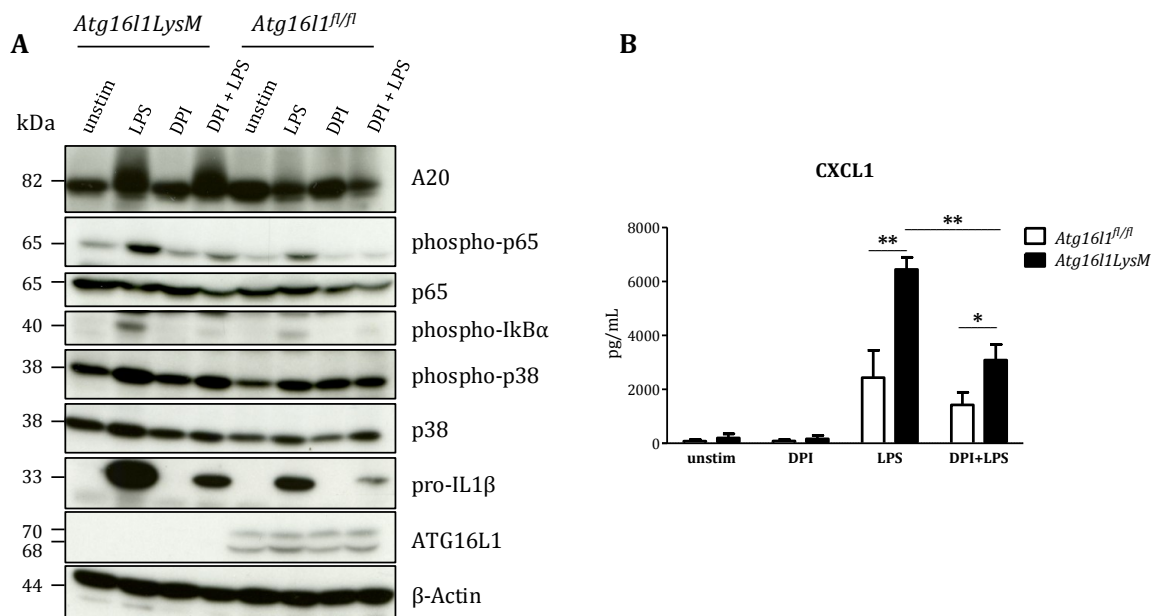 A
Atg16l1LysM Atg16l1fl/fl
kDa unstim LPS DPI DPI + LPS unstim LPS DPI DPI + LPS
82 A20
65 phospho-p65
65 p65
40 phospho-IkBα
38 phospho-p38
38 p38
33 pro-IL1β
70
68 ATG16L1
44 β-Actin
B
CXCL1
pg/mL
8000
6000
4000
2000
0
** ** *
unstim DPI LPS DPI+LPS
Atg16l1fl/fl
Atg16l1LysM